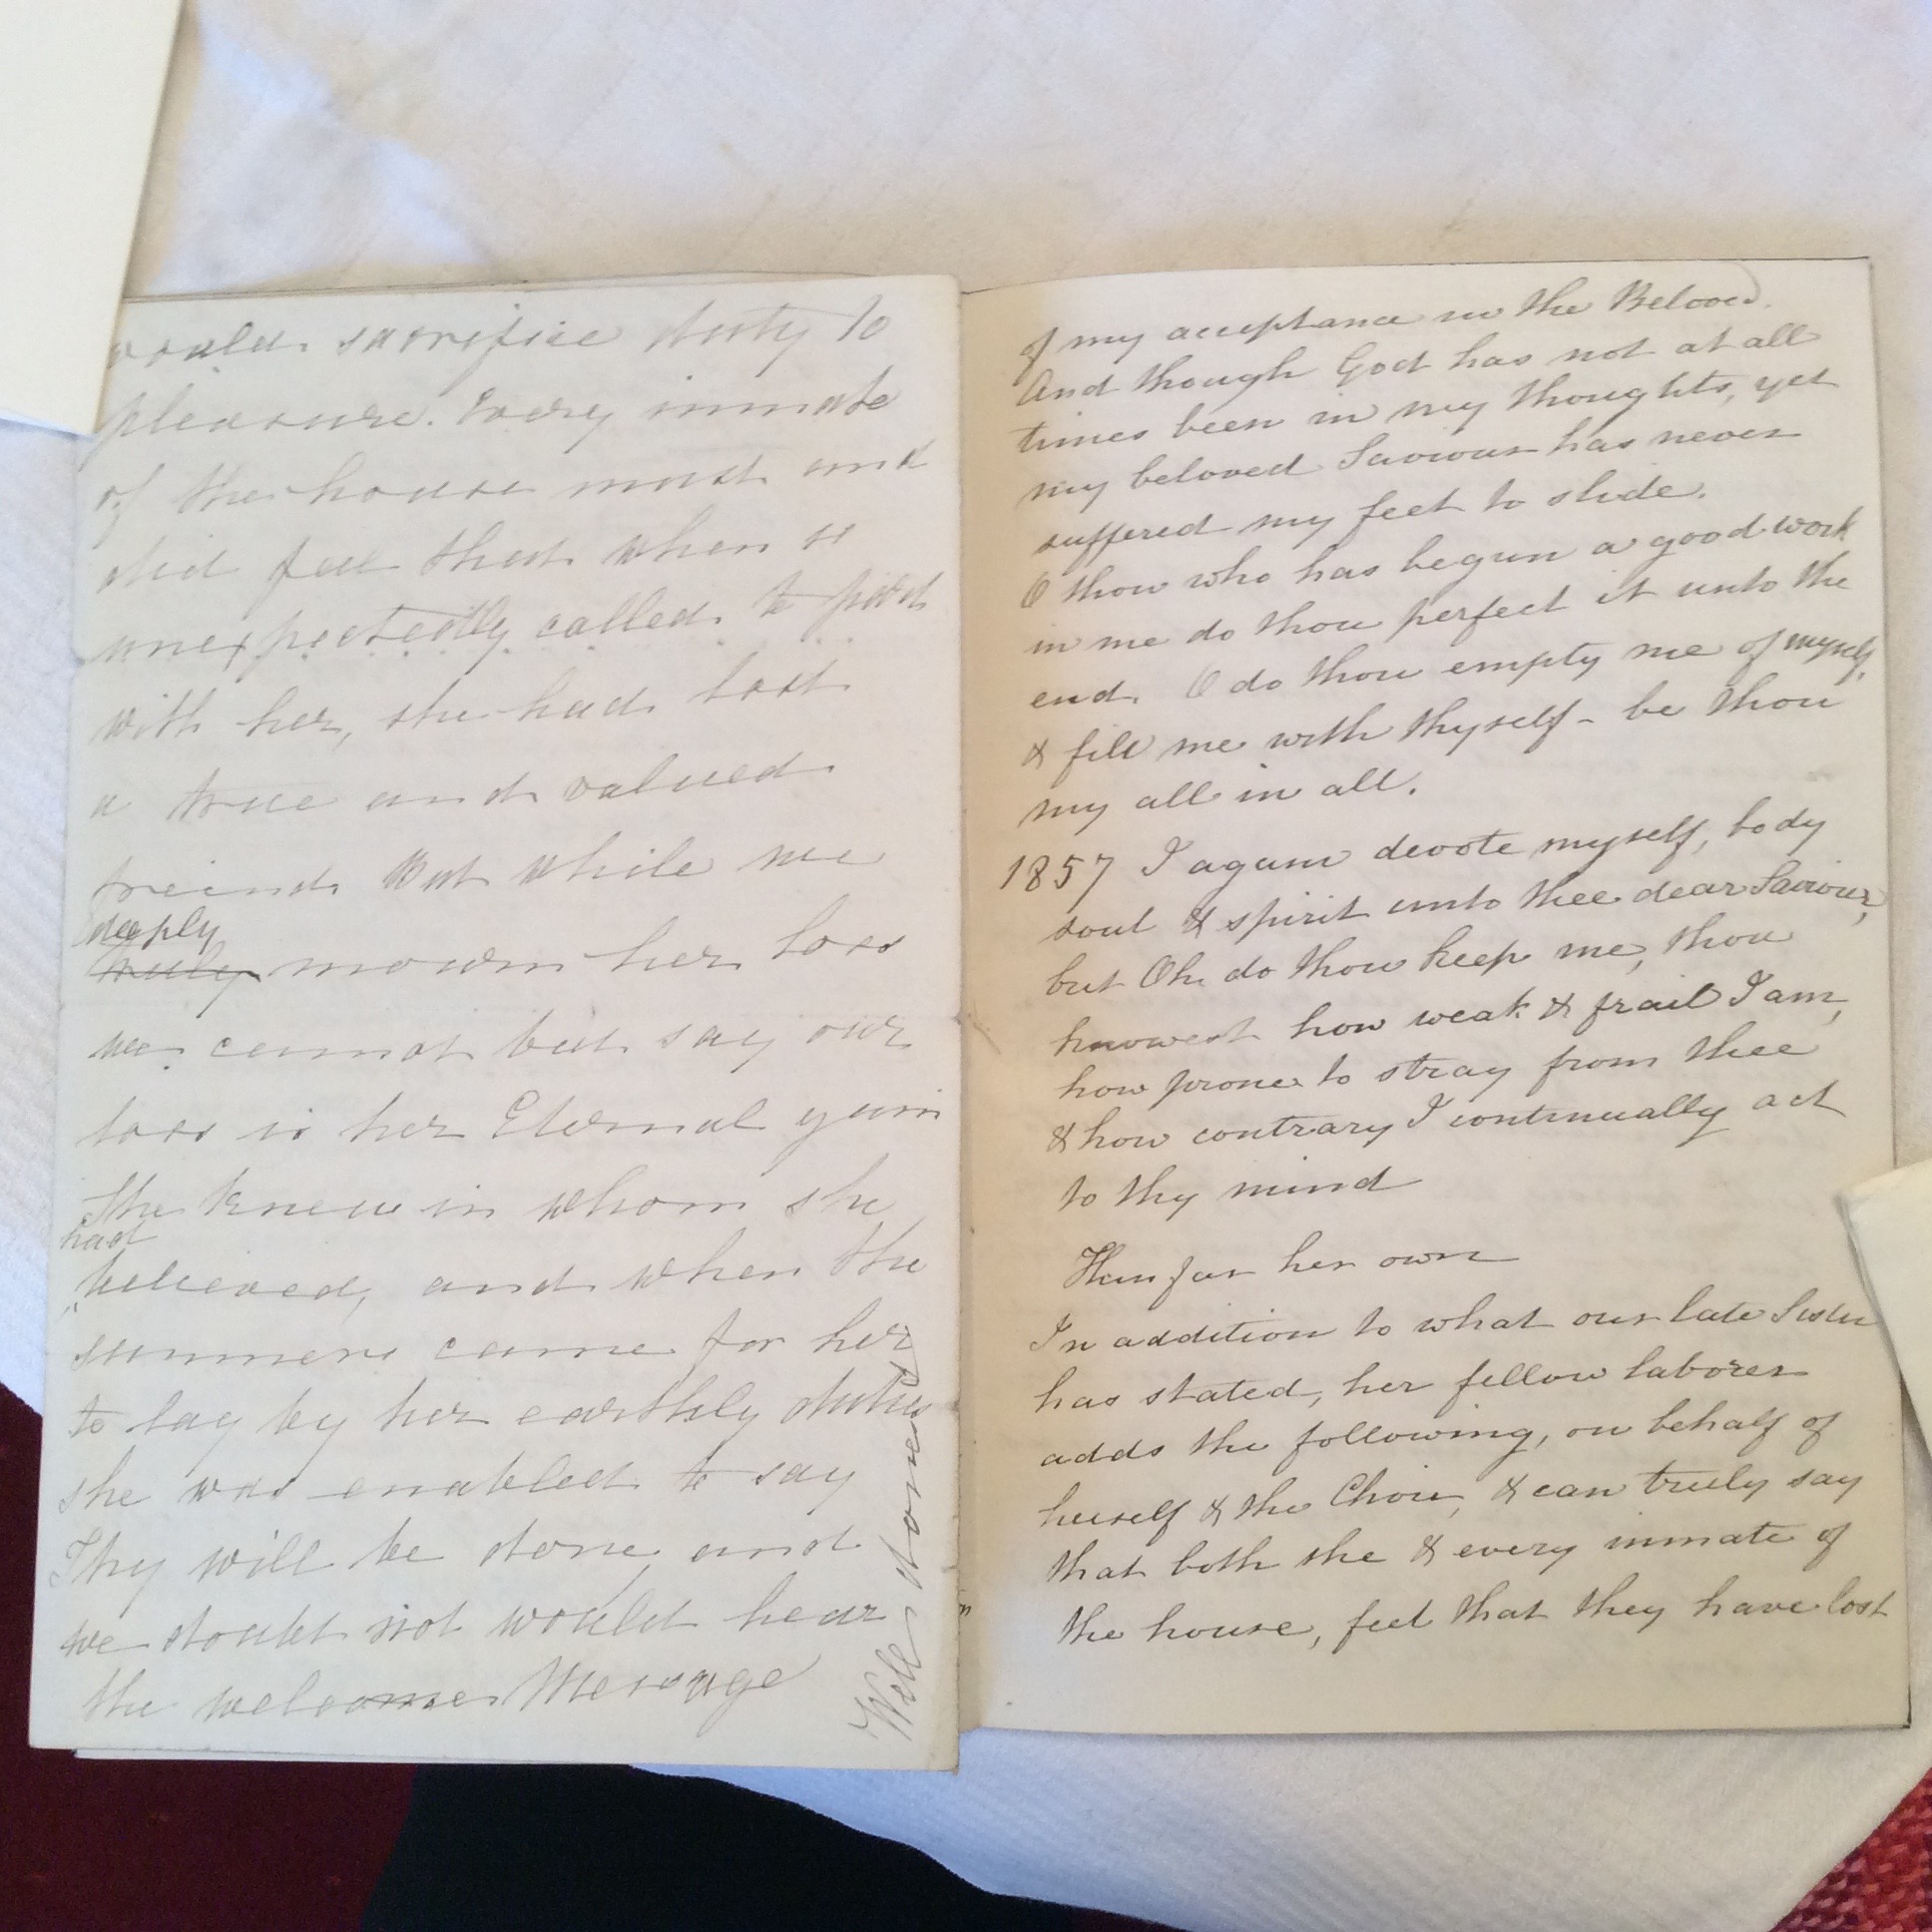 would sacrifice duty to
pleasure. Every inmate
of the house must and
did feel that when so
unexpectedly called to part
with her, she had lost
a true and valued
freind But while we
deeply
truly mourn her loss
we cannot but say our
loss is her Eternal gain
She knew in whom she
had
believed, and when the
summons came for her
to lay by her earthly duties
she was enabled to say
Thy will be done and
we doubt not would hear
the welcome Message
Well done
of my acceptance in the Beloved.
And though God has not at all
times been in my thoughts, yet
my beloved Saviour has never
suffered my feet to slide.
O thou who has begun a good work
in me do thou perfect it unto the
end. O do thou empty me of myself,
& fill me with thyself - be thou
my all in all.
1857 I again devote myself, body
soul & spirit unto thee dear Saviour,
but Oh do thou keep me, thou
knowest how weak & frail I am,
how prone to stray from thee
& how contrary I continually act
to thy mind
Thus far her own
In addition to what our late Sister
has stated, her fellow laborer
adds the following, on behalf of
herself & the Choir, & can truly say
that both she & every inmate of
the house, feel that they have lost